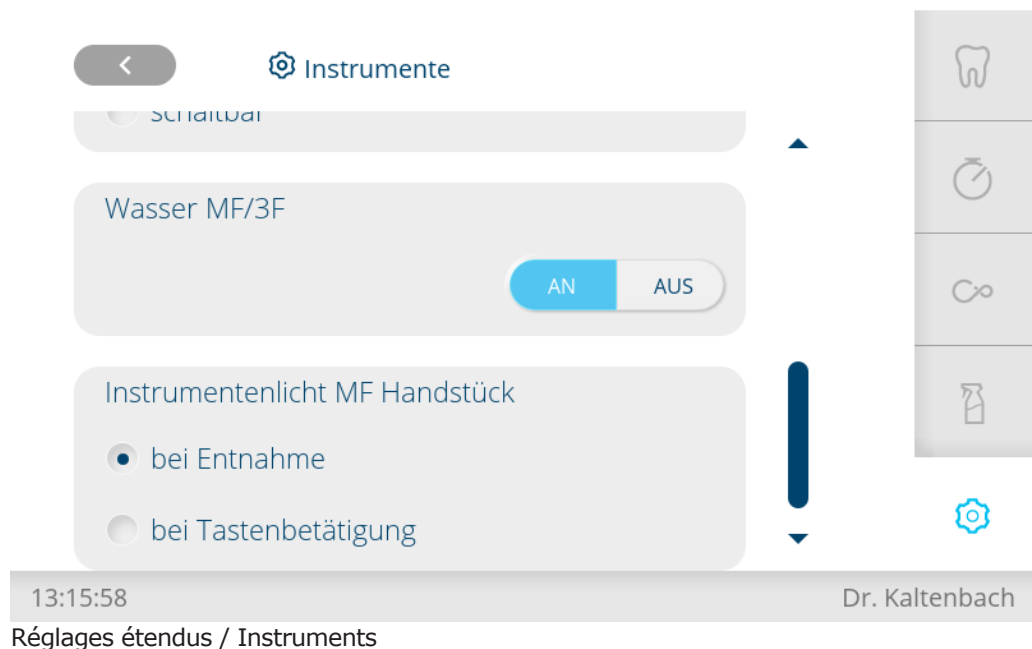 Instrumente
schaltbar
Wasser MF/3F
AN AUS
Instrumentenlicht MF Handstück
bei Entnahme
bei Tastenbetätigung
13:15:58 Dr. Kaltenbach
Réglages étendus / Instruments